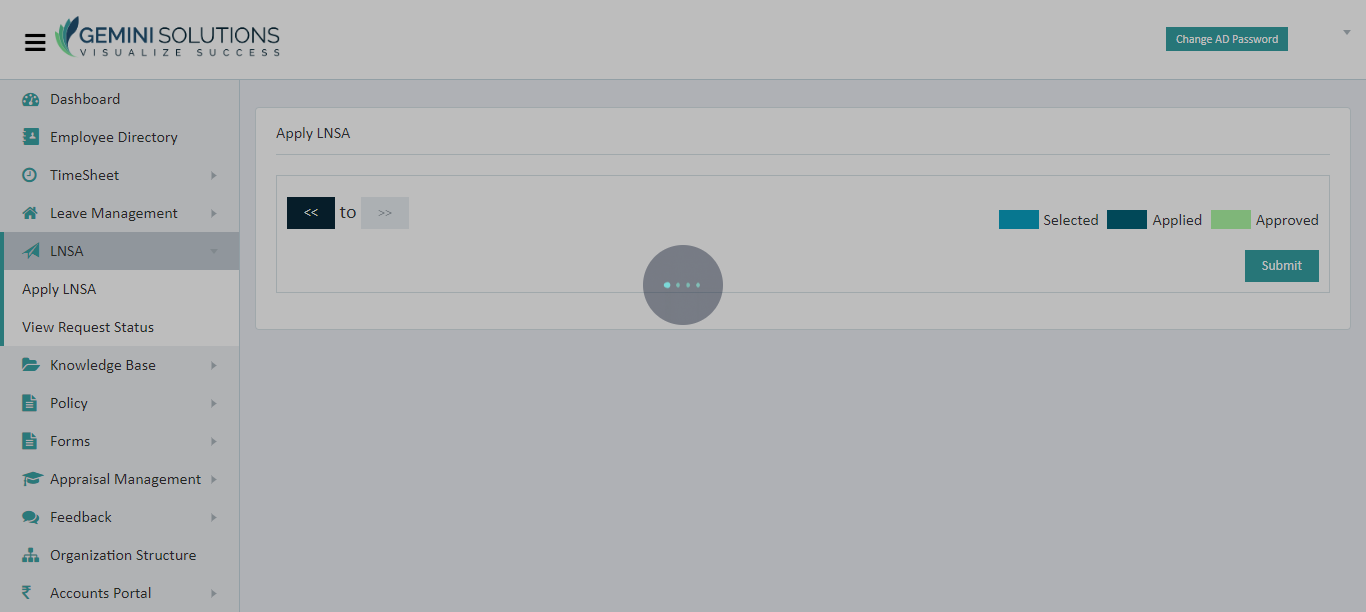 GEMINI SOLUTIONS
VISUALIZE SUCCESS
Change AD Password
Dashboard
Employee Directory
TimeSheet
Leave Management
LNSA
Apply LNSA
View Request Status
Knowledge Base
Policy
Forms
Appraisal Management
Feedback
Organization Structure
₹ Accounts Portal
Apply LNSA
<< to >>
Selected Applied Approved
Submit